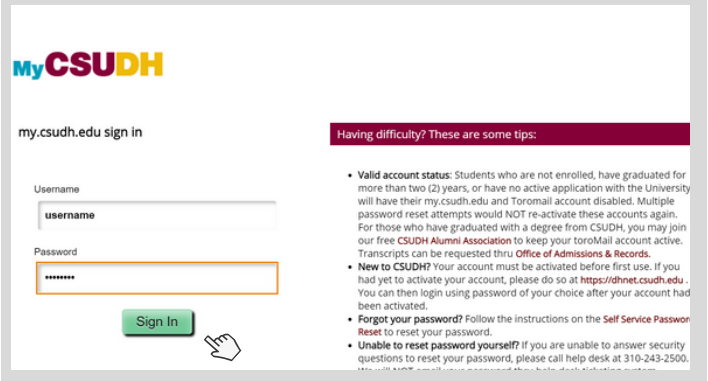 MyCSUDH
my.csudh.edu sign in
Username
username
Password
••••••••
Sign In
Having difficulty? These are some tips:
• Valid account status: Students who are not enrolled, have graduated for
more than two (2) years, or have no active application with the University
will have their my.csudh.edu and Toromail account disabled. Multiple
password reset attempts would NOT re-activate these accounts again.
For those who have graduated with a degree from CSUDH, you may join
our free CSUDH Alumni Association to keep your toroMail account active.
Transcripts can be requested thru Office of Admissions & Records.
• New to CSUDH? Your account must be activated before first use. If you
had yet to activate your account, please do so at https://dhnet.csudh.edu .
You can then login using password of your choice after your account had
been activated.
• Forgot your password? Follow the instructions on the Self Service Password
Reset to reset your password.
• Unable to reset password yourself? If you are unable to answer security
questions to reset your password, please call help desk at 310-243-2500.